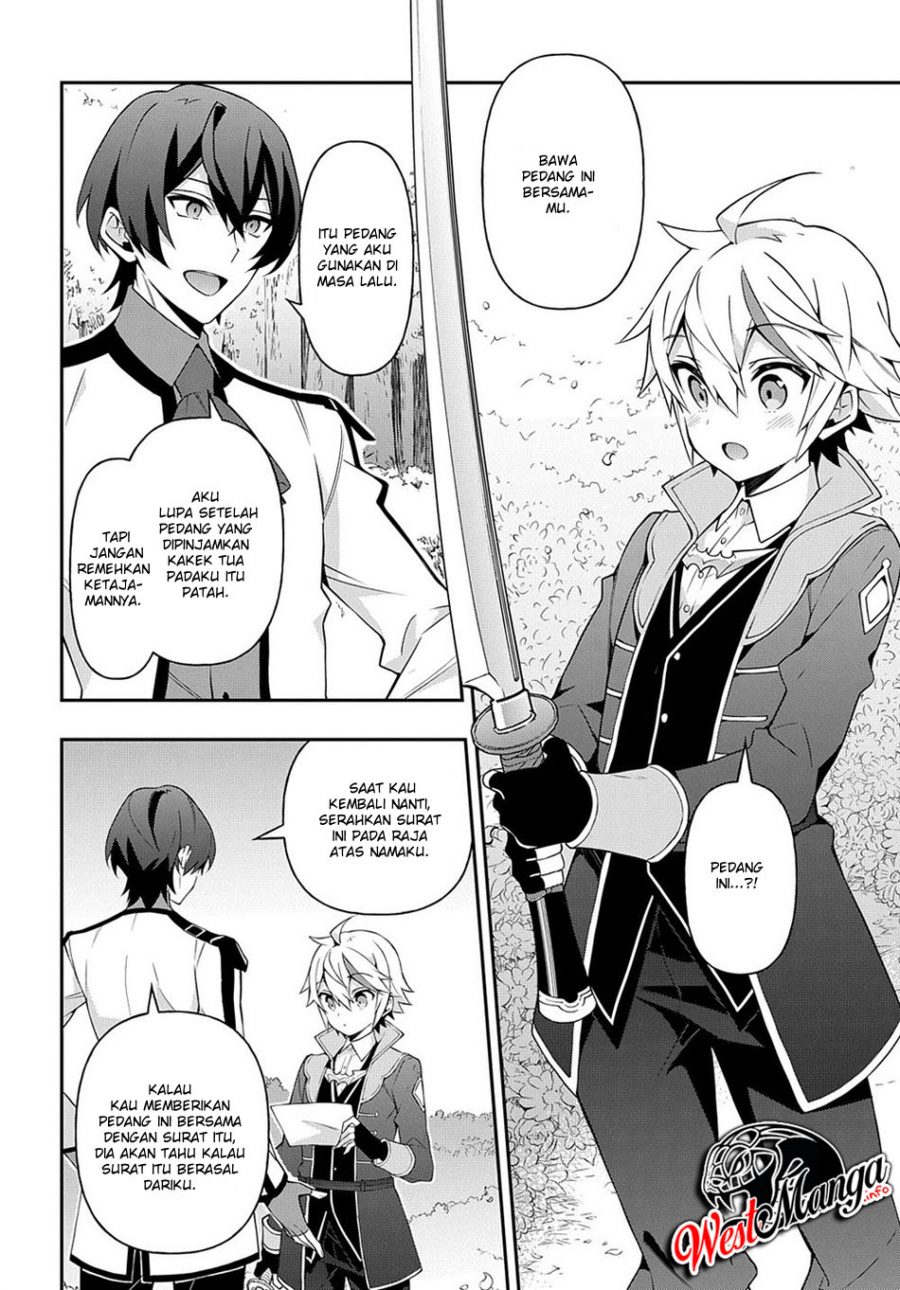 BAWA
PEDANG INI
BERSAMA-
MU.
PEDANG
INI...?!
ITU PEDANG
YANG AKU
GUNAKAN DI
MASA LALU.
AKU
LUPA SETELAH
PEDANG YANG
DIPINJAMKAN
KAKEK TUA
PADAKU ITU
PATAH.
TAPI
JANGAN
REMEHKAN
KETAJA-
MANNYA.
SAAT KAU
KEMBALI NANTI,
SERAHKAN SURAT
INI PADA RAJA
ATAS NAMAKU.
KALAU
KAU MEMBERIKAN
PEDANG INI BERSAMA
DENGAN SURAT ITU,
DIA AKAN TAHU KALAU
SURAT ITU BERASAL
DARIKU.
WestManga
.info